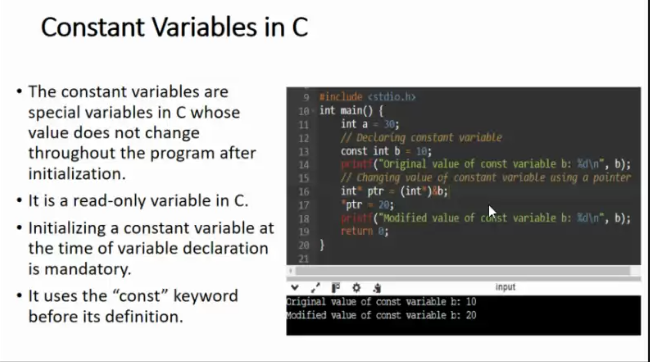 Constant Variables in C
• The constant variables are
special variables in C whose
value does not change
throughout the program after
initialization.
• It is a read-only variable in C.
• Initializing a constant variable at
the time of variable declaration
is mandatory.
• It uses the "const" keyword
before its definition.
9 #include <stdio.h>
10 int main() {
11 int a = 30;
12 // Declaring constant variable
13 const int b = 10;
14 printf("Original value of const variable b: %d\n", b);
15 // Changing value of constant variable using a pointer
16 int* ptr = (int*)&b;
17 *ptr = 20;
18 printf("Modified value of const variable b: %d\n", b);
19 return 0;
20 }
21
input
Original value of const variable b: 10
Modified value of const variable b: 20